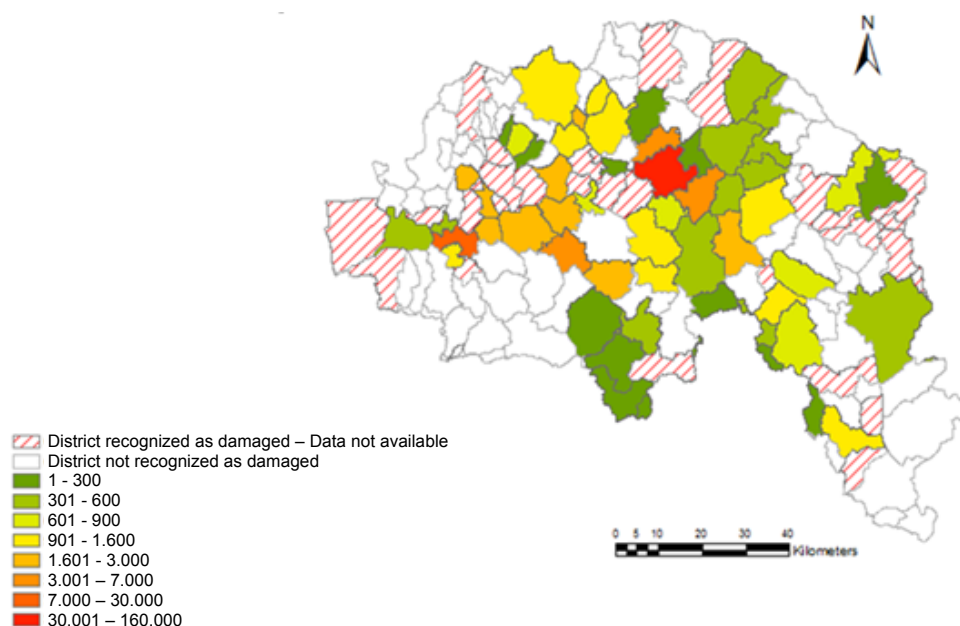 N
District recognized as damaged – Data not available
District not recognized as damaged
1 - 300
301 - 600
601 - 900
901 - 1.600
1.601 - 3.000
3.001 – 7.000
7.000 – 30.000
30.001 – 160.000
0 5 10 20 30 40
Kilometers